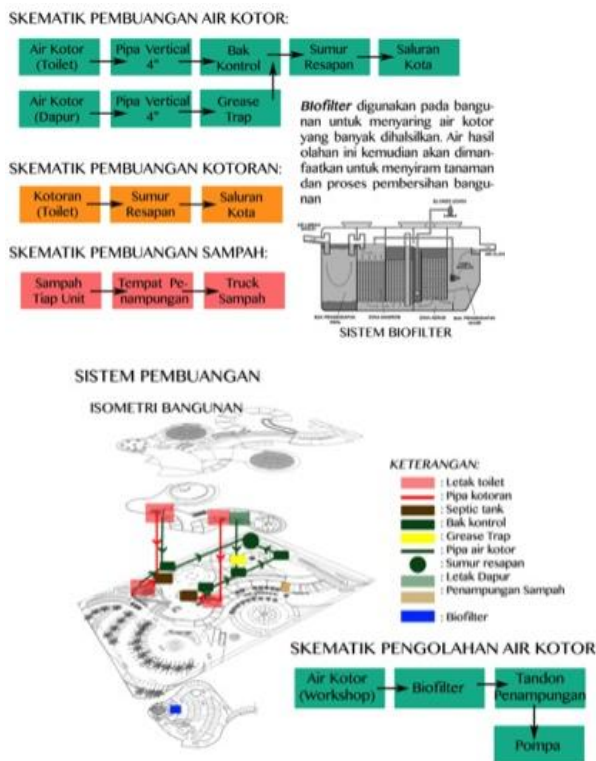 SKEMATIK PEMBUANGAN AIR KOTOR:
Air Kotor
(Toilet)
Pipa Vertical
4"
Bak
Kontrol
Sumur
Resapan
Saluran
Kota
Air Kotor
(Dapur)
Pipa Vertical
4"
Grease
Trap
Biofilter digunakan pada bangu-
nan untuk menyaring air kotor
yang banyak dihalsilkan. Air hasil
olahan ini kemudian akan diman-
faatkan untuk menyiram tanaman
dan proses pembersihan bangu-
nan
SKEMATIK PEMBUANGAN KOTORAN:
Kotoran
(Toilet)
Sumur
Resapan
Saluran
Kota
SKEMATIK PEMBUANGAN SAMPAH:
Sampah
Tiap Unit
Tempat Pe-
nampungan
Truck
Sampah
SISTEM BIOFILTER
SISTEM PEMBUANGAN
ISOMETRI BANGUNAN
KETERANGAN:
: Letak toilet
: Pipa kotoran
: Septic tank
: Bak kontrol
: Grease Trap
: Pipa air kotor
: Sumur resapan
: Letak Dapur
: Penampungan Sampah
: Biofilter
SKEMATIK PENGOLAHAN AIR KOTOR
Air Kotor
(Workshop)
Biofilter
Tandon
Penampungan
Pompa